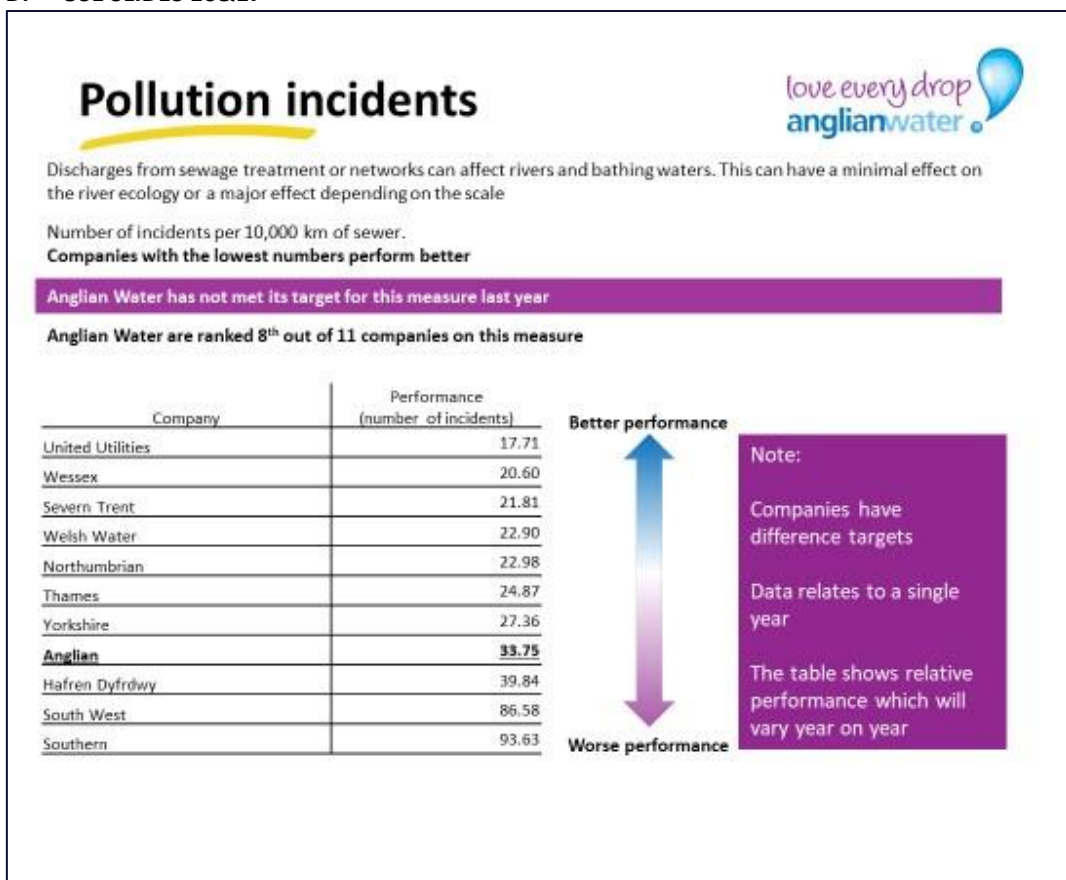 Pollution incidents
love every drop
anglianwater
Discharges from sewage treatment or networks can affect rivers and bathing waters. This can have a minimal effect on
the river ecology or a major effect depending on the scale
Number of incidents per 10,000 km of sewer.
Companies with the lowest numbers perform better
Anglian Water has not met its target for this measure last year
Anglian Water are ranked 8th out of 11 companies on this measure
Company Performance
(number of incidents)
United Utilities 17.71
Wessex 20.60
Severn Trent 21.81
Welsh Water 22.90
Northumbrian 22.98
Thames 24.87
Yorkshire 27.36
Anglian 33.75
Hafren Dyfrdwy 39.84
South West 86.58
Southern 93.63
Better performance
Worse performance
Note:
Companies have
difference targets
Data relates to a single
year
The table shows relative
performance which will
vary year on year